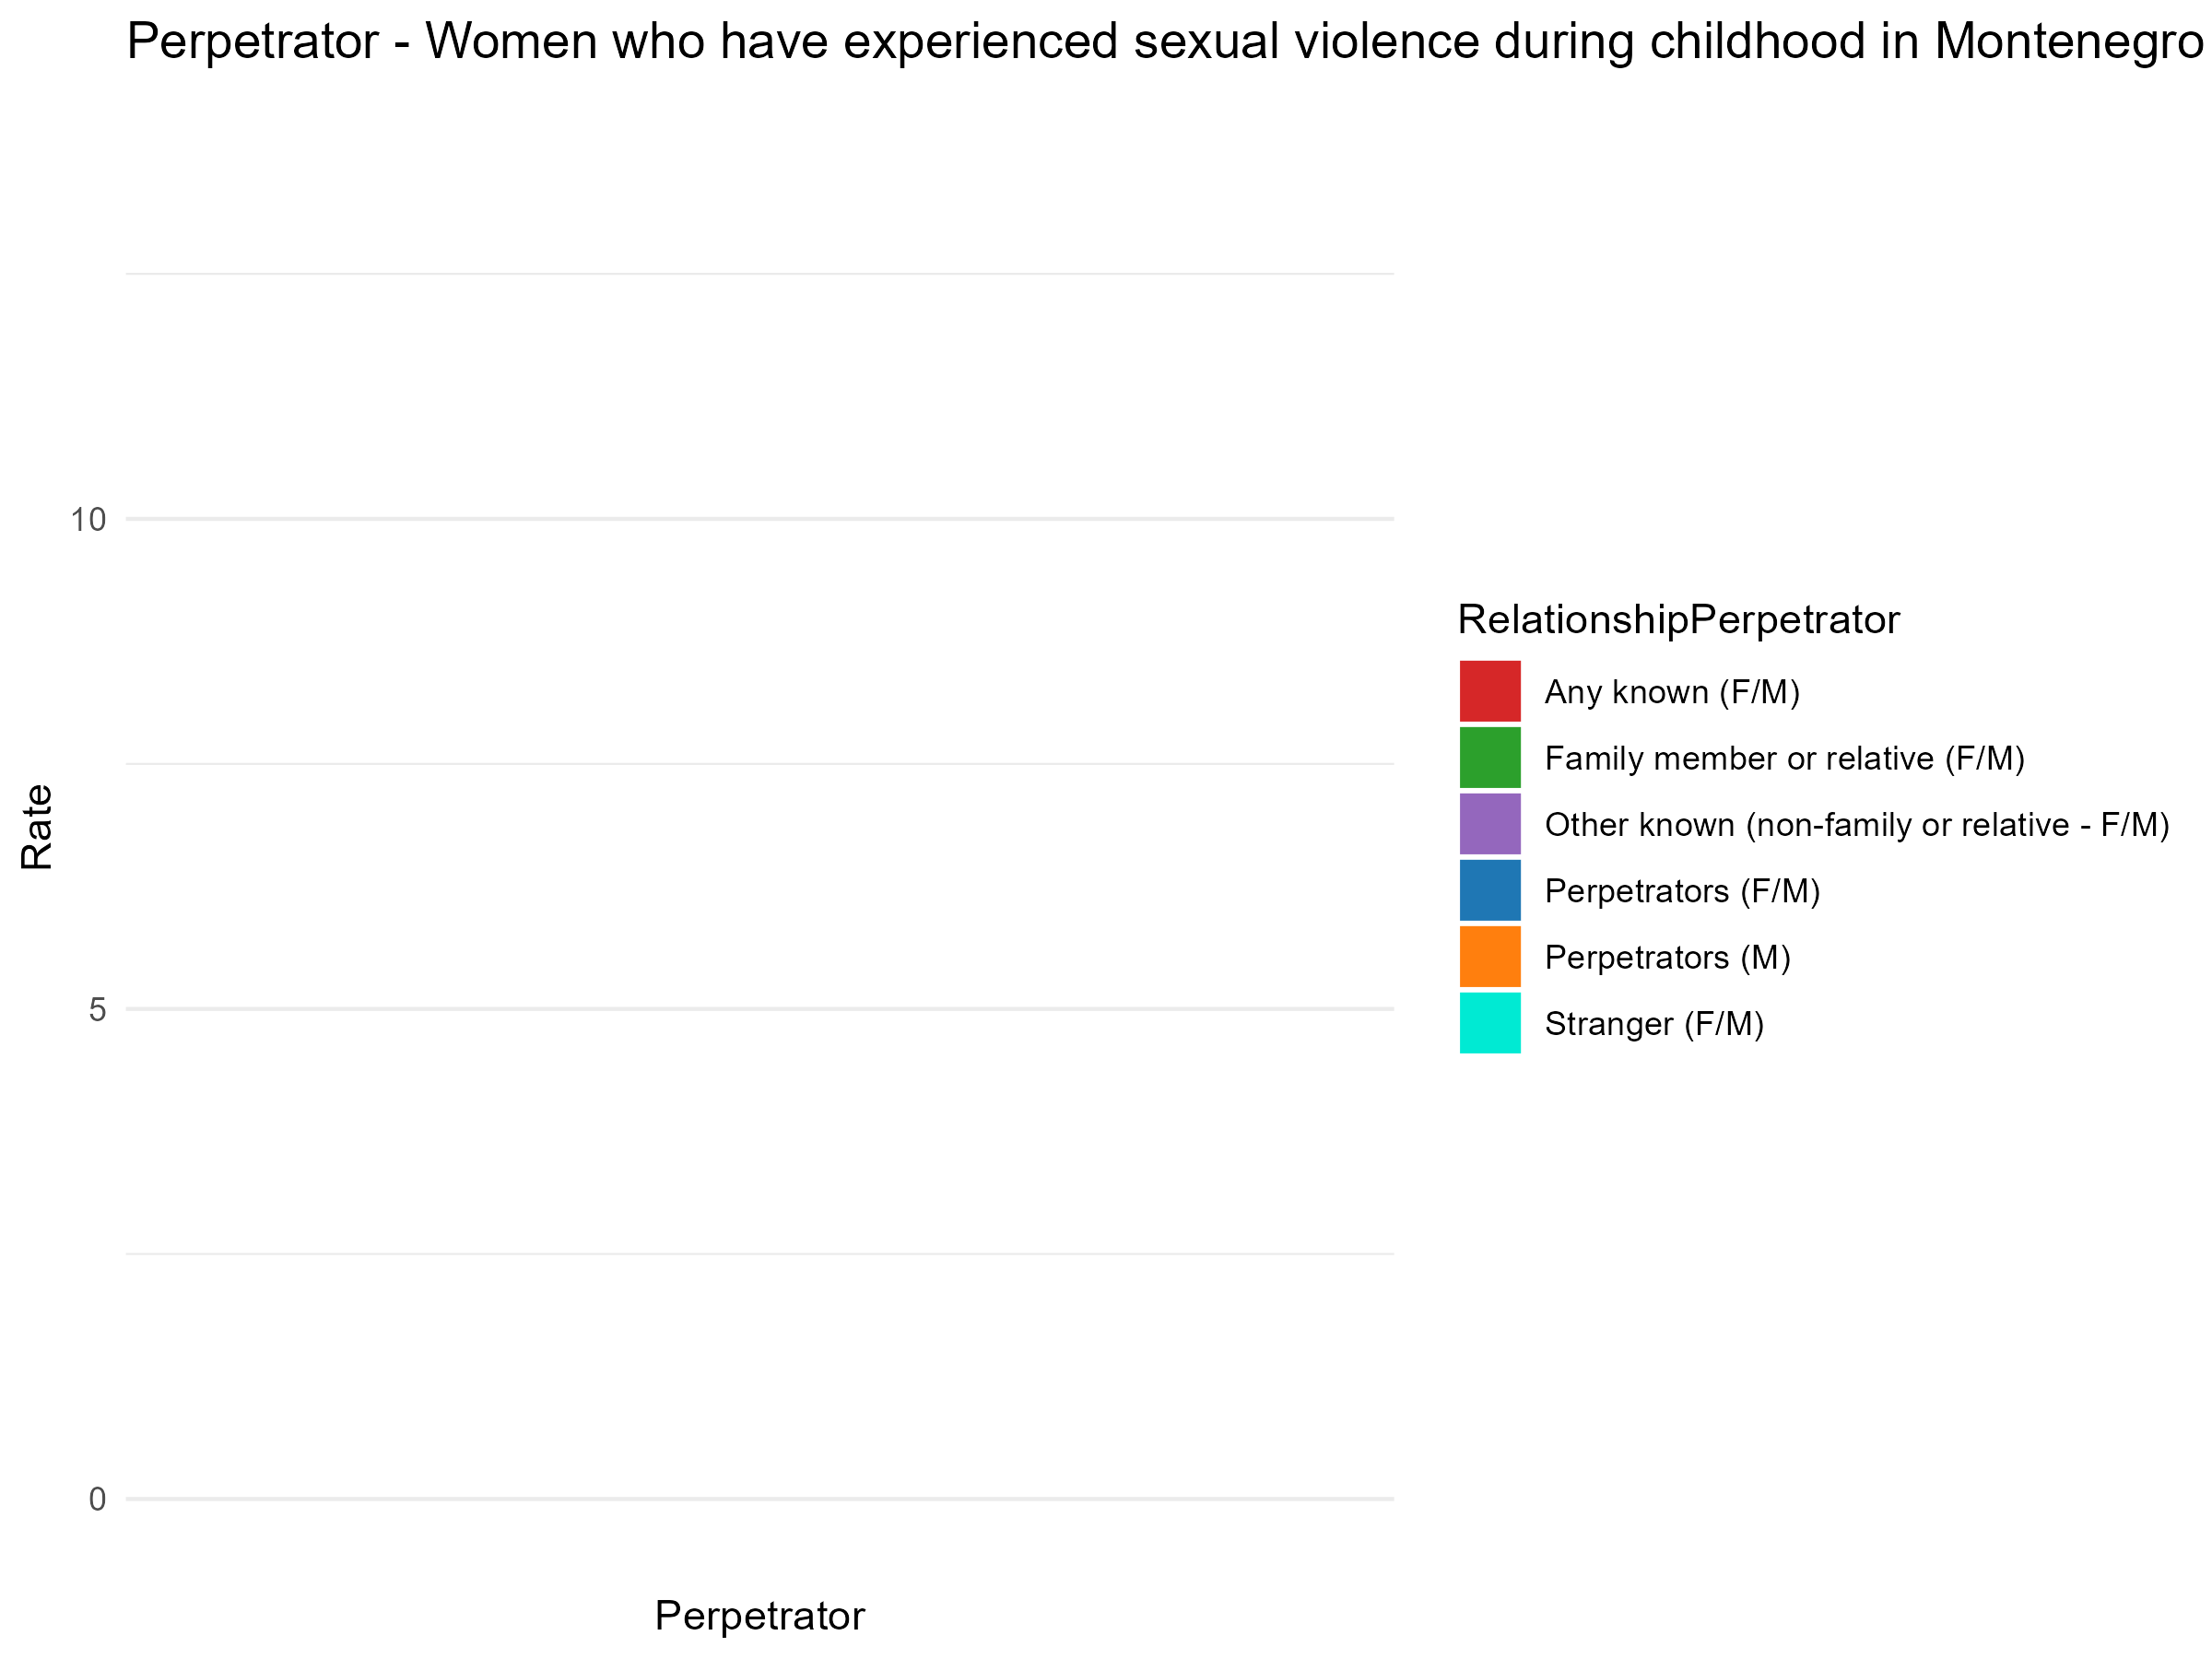 Perpetrator - Women who have experienced sexual violence during childhood in Montenegro
10
5
0
Rate
Perpetrator
RelationshipPerpetrator
Any known (F/M)
Family member or relative (F/M)
Other known (non-family or relative - F/M)
Perpetrators (F/M)
Perpetrators (M)
Stranger (F/M)